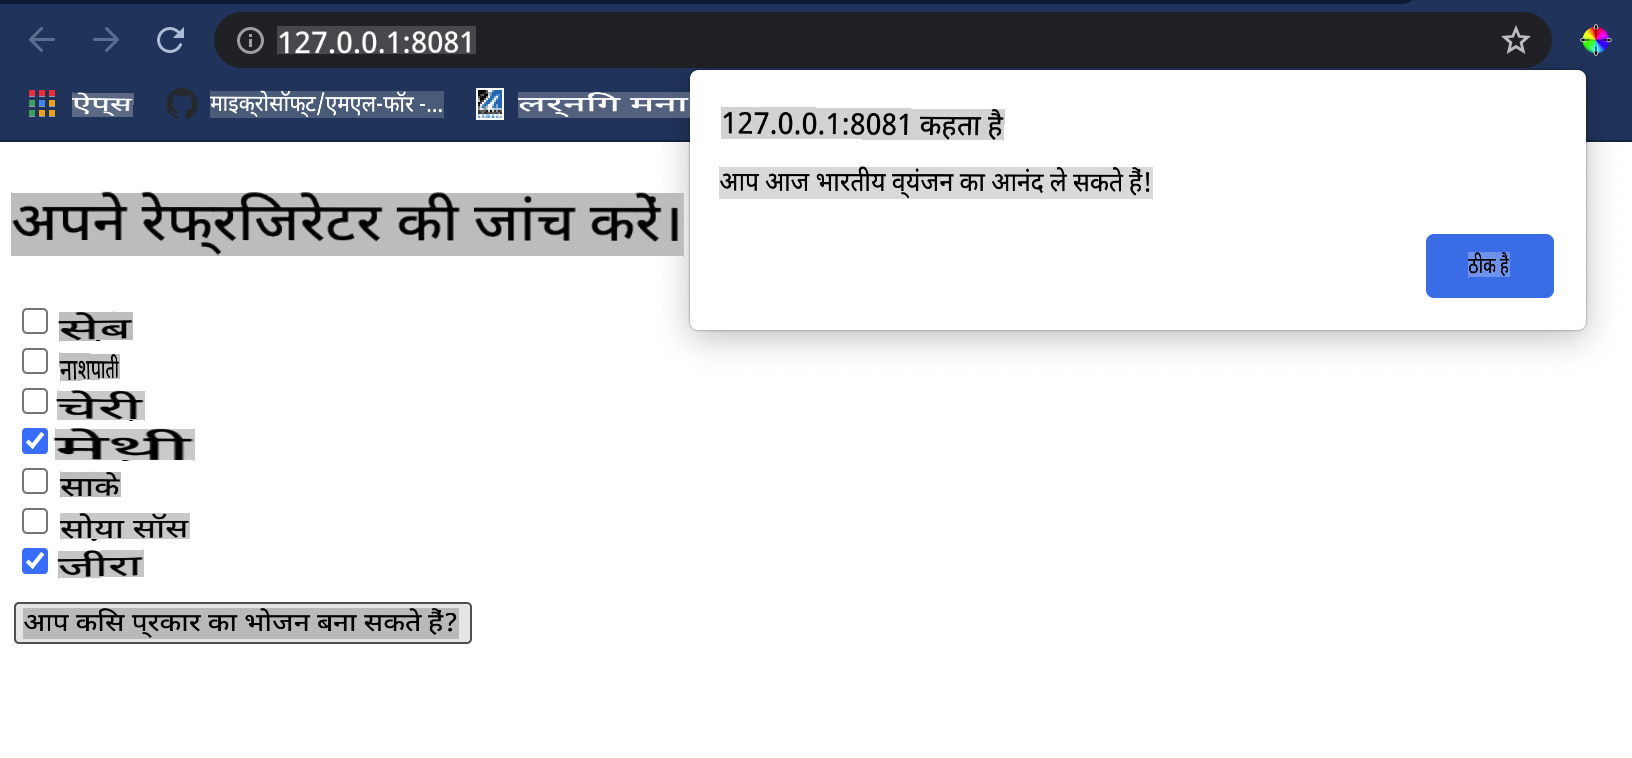 127.0.0.1:8081
ऐप्स माइक्रोसॉफ्ट/एमएल-फॉर -... लर्नगि मना
127.0.0.1:8081 कहता है
आप आज भारतीय व्यंजन का आनंद ले सकते हैं!
ठीक है
अपने रेफ्रजिरेटर की जांच करें।
सेब
नाशपाती
चेरी
मेथी
साके
सोया सॉस
जीरा
आप कसि प्रकार का भोजन बना सकते हैं?